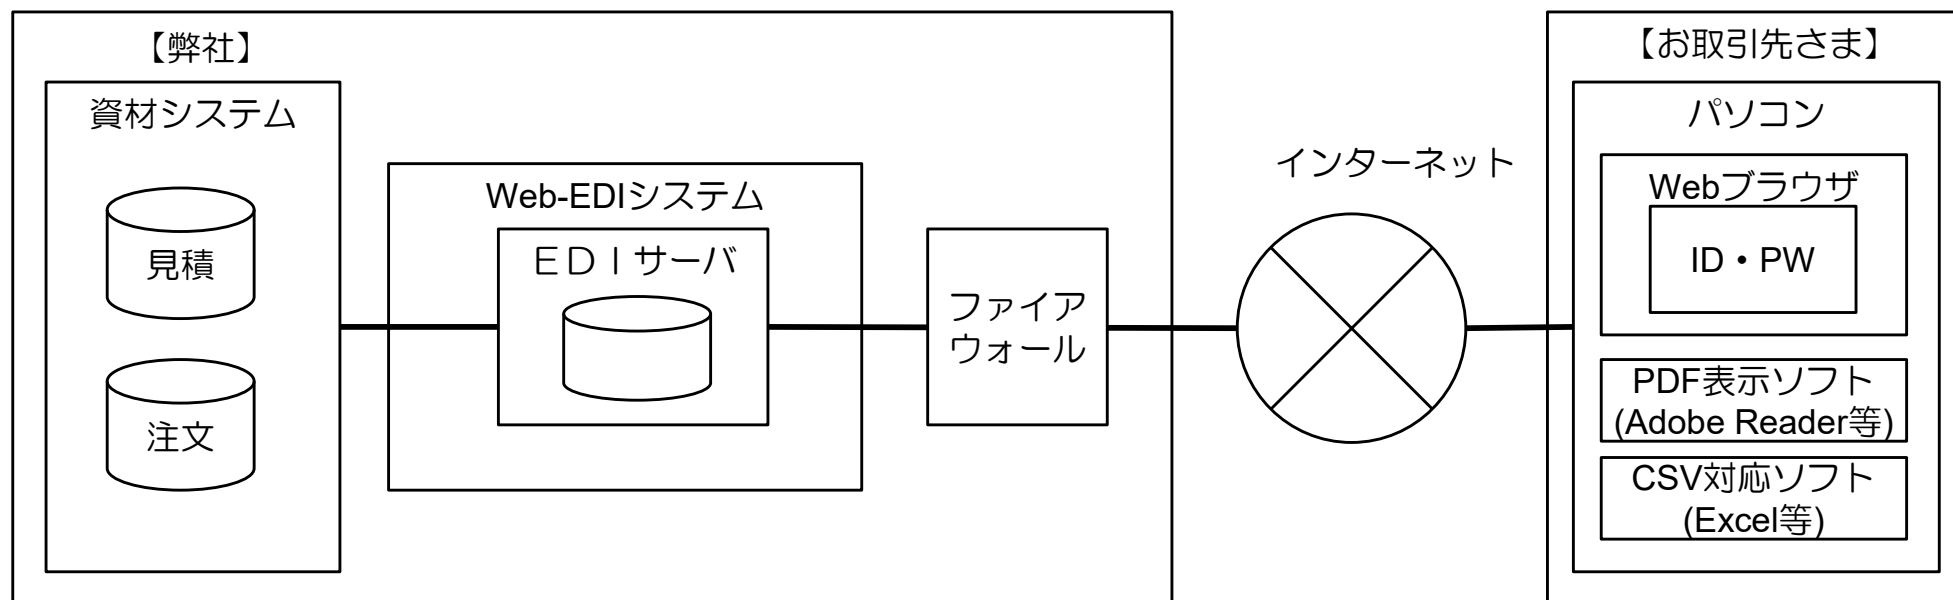 【弊社】
資材システム
見積
注文
Web-EDIシステム
ＥＤＩサーバ
ファイア
ウォール
インターネット
【お取引先さま】
パソコン
Webブラウザ
ID・PW
PDF表示ソフト
(Adobe Reader等)
CSV対応ソフト
(Excel等)